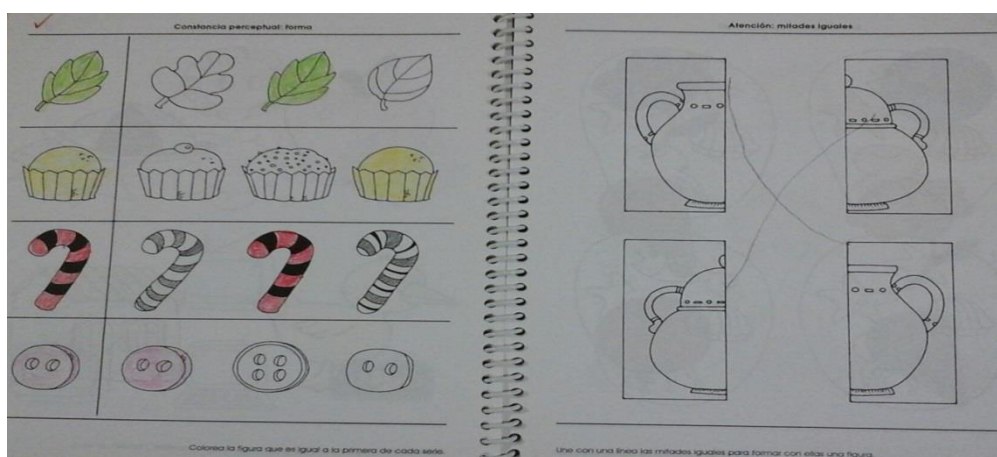 Constancia perceptual: forma
Colorea la figura que es igual a la primera de cada serie.
Atención: mitades iguales
Une con una línea las mitades iguales para formar con ellas una figura.